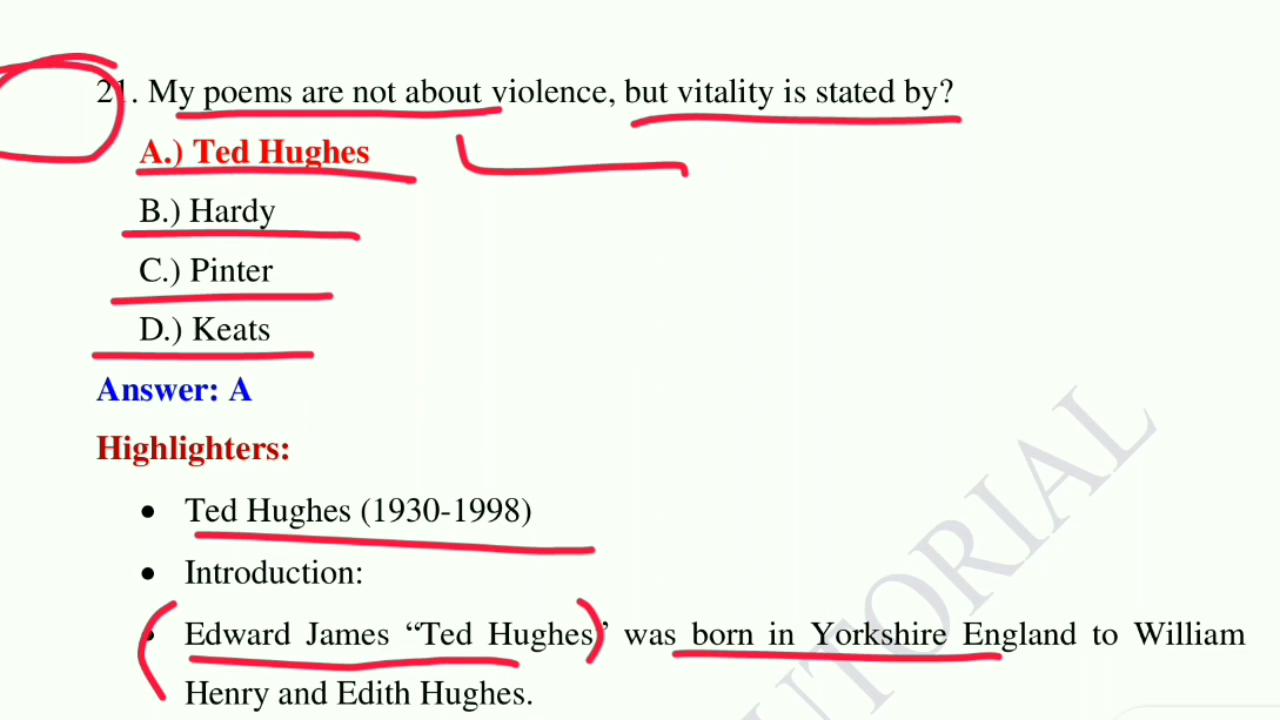 21. My poems are not about violence, but vitality is stated by?
A.) Ted Hughes
B.) Hardy
C.) Pinter
D.) Keats
Answer: A
Highlighters:
• Ted Hughes (1930-1998)
• Introduction:
• Edward James “Ted Hughes” was born in Yorkshire England to William
Henry and Edith Hughes.
UTORIAL